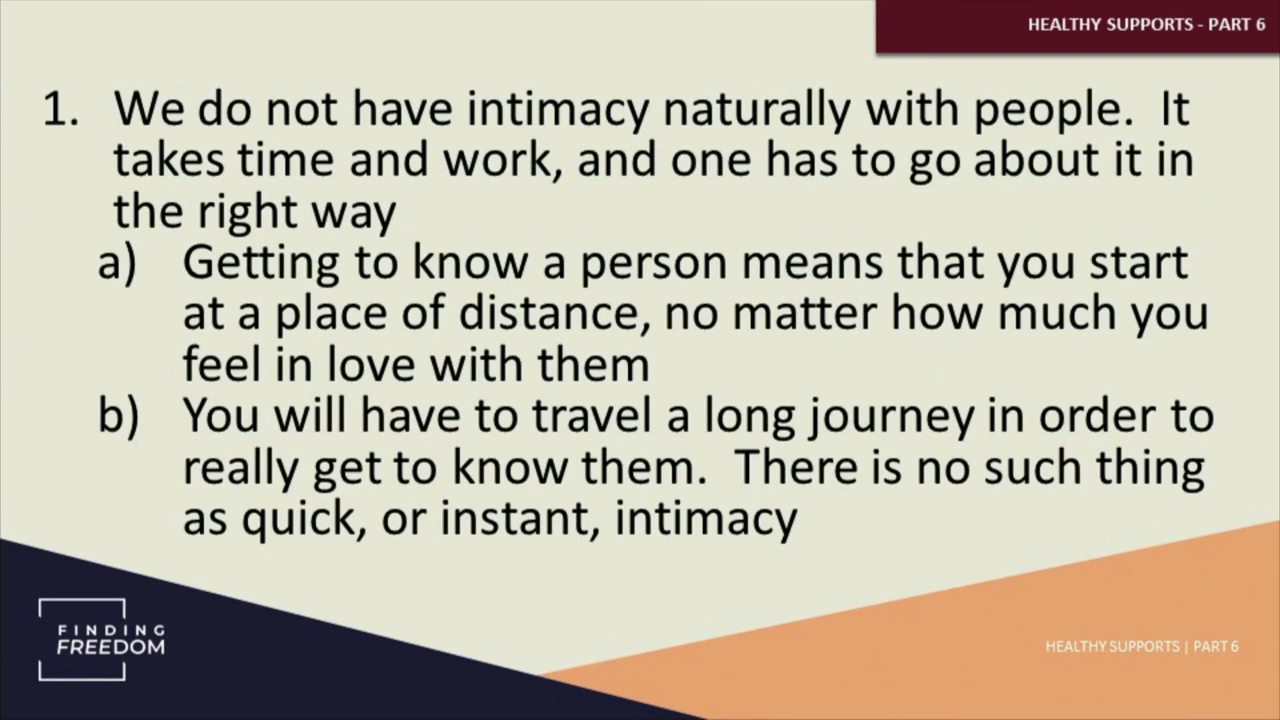 HEALTHY SUPPORTS - PART 6
1. We do not have intimacy naturally with people.  It
takes time and work, and one has to go about it in
the right way
a) Getting to know a person means that you start
at a place of distance, no matter how much you
feel in love with them
b) You will have to travel a long journey in order to
really get to know them.  There is no such thing
as quick, or instant, intimacy
FINDING
FREEDOM
HEALTHY SUPPORTS | PART 6